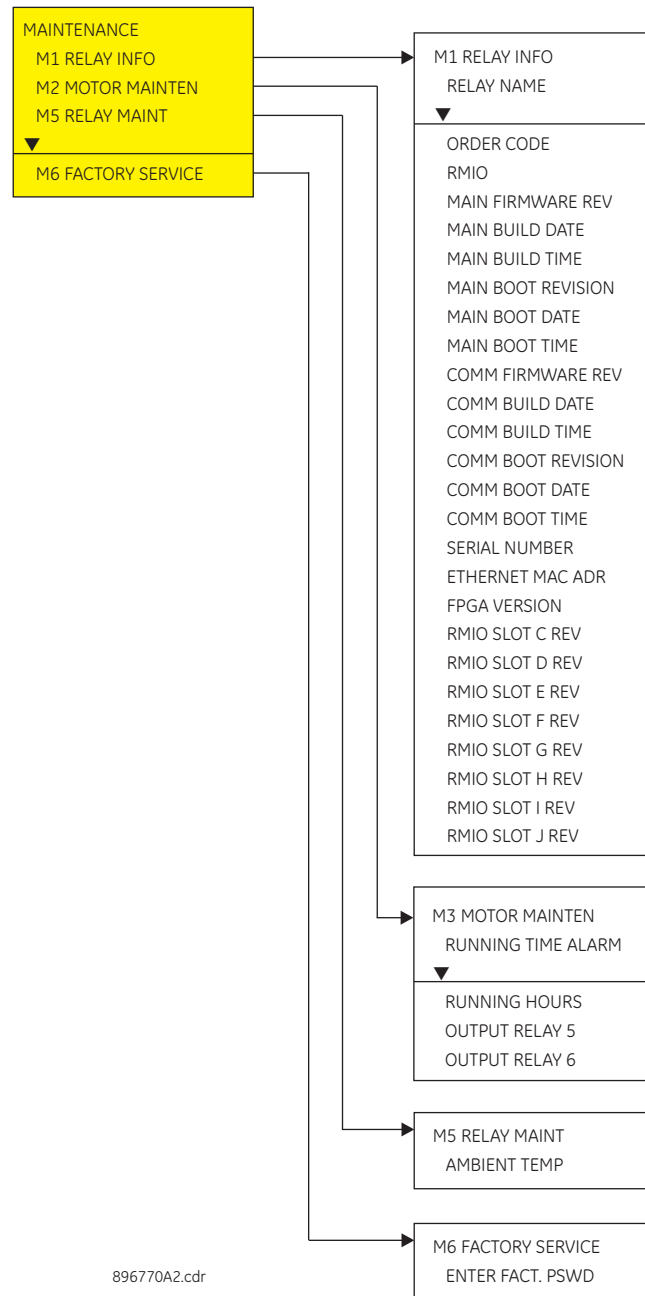 MAINTENANCE
M1 RELAY INFO
M2 MOTOR MAINTEN
M5 RELAY MAINT
M6 FACTORY SERVICE
M1 RELAY INFO
RELAY NAME
ORDER CODE
RMIO
MAIN FIRMWARE REV
MAIN BUILD DATE
MAIN BUILD TIME
MAIN BOOT REVISION
MAIN BOOT DATE
MAIN BOOT TIME
COMM FIRMWARE REV
COMM BUILD DATE
COMM BUILD TIME
COMM BOOT REVISION
COMM BOOT DATE
COMM BOOT TIME
SERIAL NUMBER
ETHERNET MAC ADR
FPGA VERSION
RMIO SLOT C REV
RMIO SLOT D REV
RMIO SLOT E REV
RMIO SLOT F REV
RMIO SLOT G REV
RMIO SLOT H REV
RMIO SLOT I REV
RMIO SLOT J REV
M3 MOTOR MAINTEN
RUNNING TIME ALARM
RUNNING HOURS
OUTPUT RELAY 5
OUTPUT RELAY 6
M5 RELAY MAINT
AMBIENT TEMP
M6 FACTORY SERVICE
ENTER FACT. PSWD
896770A2.cdr